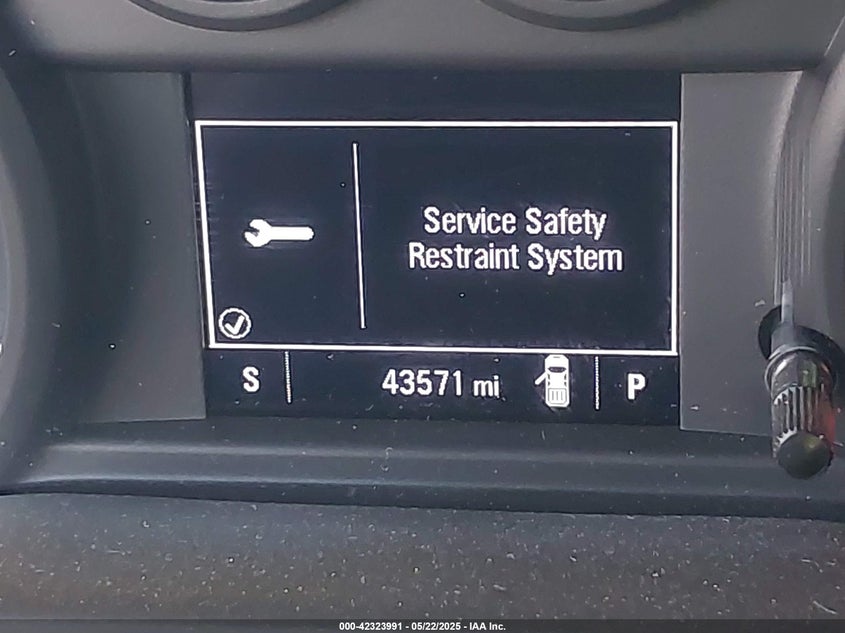 Service Safety
Restraint System
S 43571 mi P
000-42323991 - 05/22/2025 - IAA Inc.